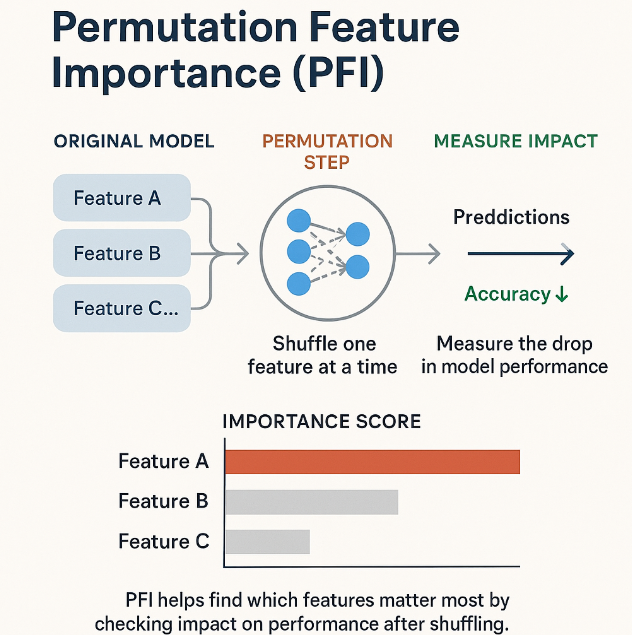 Permutation Feature
Importance (PFI)
ORIGINAL MODEL
Feature A
Feature B
Feature C...
PERMUTATION
STEP
Shuffle one
feature at a time
MEASURE IMPACT
Preddictions
Accuracy ↓
Measure the drop
in model performance
IMPORTANCE SCORE
Feature A
Feature B
Feature C
PFI helps find which features matter most by
checking impact on performance after shuffling.